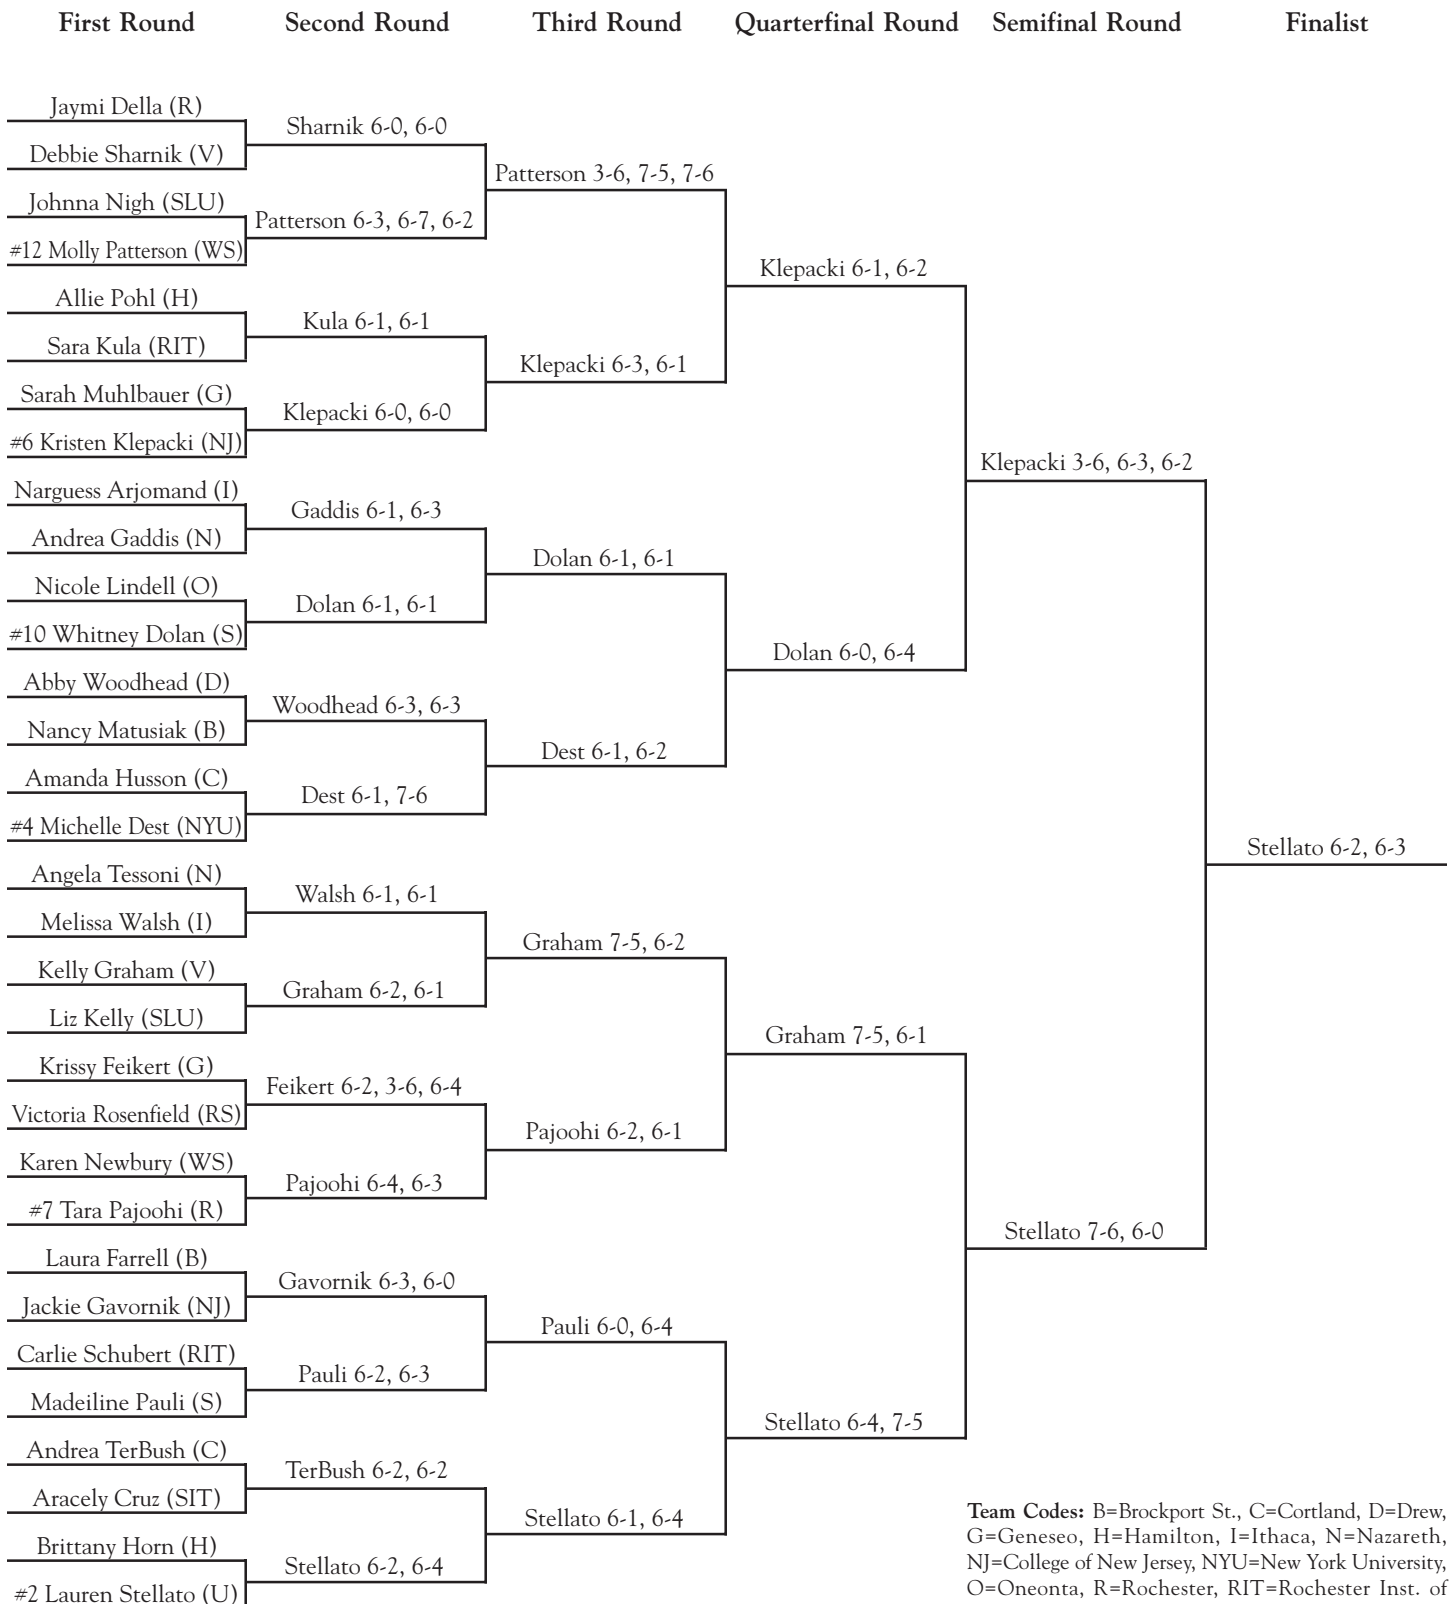 First Round Second Round Third Round Quarterfinal Round Semifinal Round Finalist
Jaymi Della (R)
Debbie Sharnik (V)
Johnna Nigh (SLU)
#12 Molly Patterson (WS)
Allie Pohl (H)
Sara Kula (RIT)
Sarah Muhlbauer (G)
#6 Kristen Klepacki (NJ)
Narguess Arjomand (I)
Andrea Gaddis (N)
Nicole Lindell (O)
#10 Whitney Dolan (S)
Abby Woodhead (D)
Nancy Matusiak (B)
Amanda Husson (C)
#4 Michelle Dest (NYU)
Angela Tessoni (N)
Melissa Walsh (I)
Kelly Graham (V)
Liz Kelly (SLU)
Krissy Feikert (G)
Victoria Rosenfield (RS)
Karen Newbury (WS)
#7 Tara Pajoohi (R)
Laura Farrell (B)
Jackie Gavornik (NJ)
Carlie Schubert (RIT)
Madeiline Pauli (S)
Andrea TerBush (C)
Aracely Cruz (SIT)
Brittany Horn (H)
#2 Lauren Stellato (U)
Sharnik 6-0, 6-0
Patterson 6-3, 6-7, 6-2
Kula 6-1, 6-1
Klepacki 6-0, 6-0
Gaddis 6-1, 6-3
Dolan 6-1, 6-1
Woodhead 6-3, 6-3
Dest 6-1, 7-6
Walsh 6-1, 6-1
Graham 6-2, 6-1
Feikert 6-2, 3-6, 6-4
Pajoohi 6-4, 6-3
Gavornik 6-3, 6-0
Pauli 6-2, 6-3
TerBush 6-2, 6-2
Stellato 6-2, 6-4
Patterson 3-6, 7-5, 7-6
Klepacki 6-3, 6-1
Dolan 6-1, 6-1
Dest 6-1, 6-2
Graham 7-5, 6-2
Pajoohi 6-2, 6-1
Pauli 6-0, 6-4
Stellato 6-1, 6-4
Klepacki 6-1, 6-2
Dolan 6-0, 6-4
Graham 7-5, 6-1
Stellato 6-4, 7-5
Klepacki 3-6, 6-3, 6-2
Stellato 7-6, 6-0
Stellato 6-2, 6-3
Team Codes: B=Brockport St., C=Cortland, D=Drew,
G=Geneseo, H=Hamilton, I=Ithaca, N=Nazareth,
NJ=College of New Jersey, NYU=New York University,
O=Oneonta, R=Rochester, RIT=Rochester Inst. of